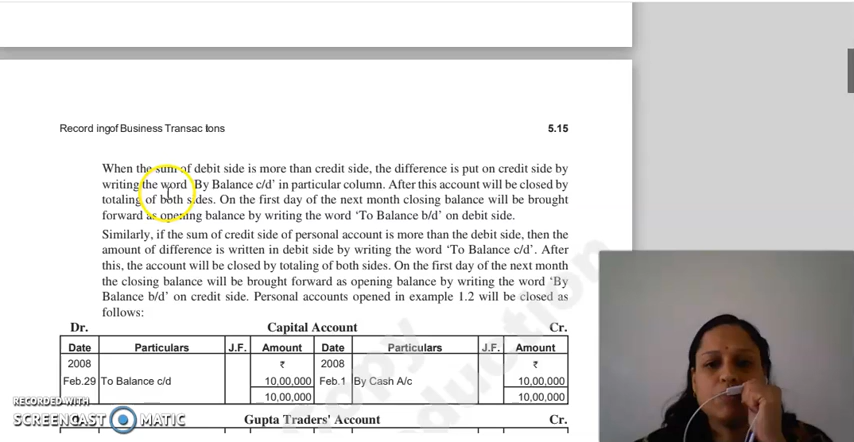 Record ingof Business Transac tions 5.15
When the sum of debit side is more than credit side, the difference is put on credit side by
writing the word 'By Balance c/d' in particular column. After this account will be closed by
totaling of both sides. On the first day of the next month closing balance will be brought
forward as opening balance by writing the word 'To Balance b/d' on debit side.
Similarly, if the sum of credit side of personal account is more than the debit side, then the
amount of difference is written in debit side by writing the word 'To Balance c/d'. After
this, the account will be closed by totaling of both sides. On the first day of the next month
the closing balance will be brought forward as opening balance by writing the word 'By
Balance b/d' on credit side. Personal accounts opened in example 1.2 will be closed as
follows:
Dr. Capital Account Cr.
Date Particulars J.F. Amount Date Particulars J.F. Amount
2008 ₹ 2008 ₹
Feb.29 To Balance c/d 10,00,000 Feb.1 By Cash A/c 10,00,000
10,00,000 10,00,000
Gupta Traders' Account Cr.
RECORDED WITH
SCREENCAST MATIC